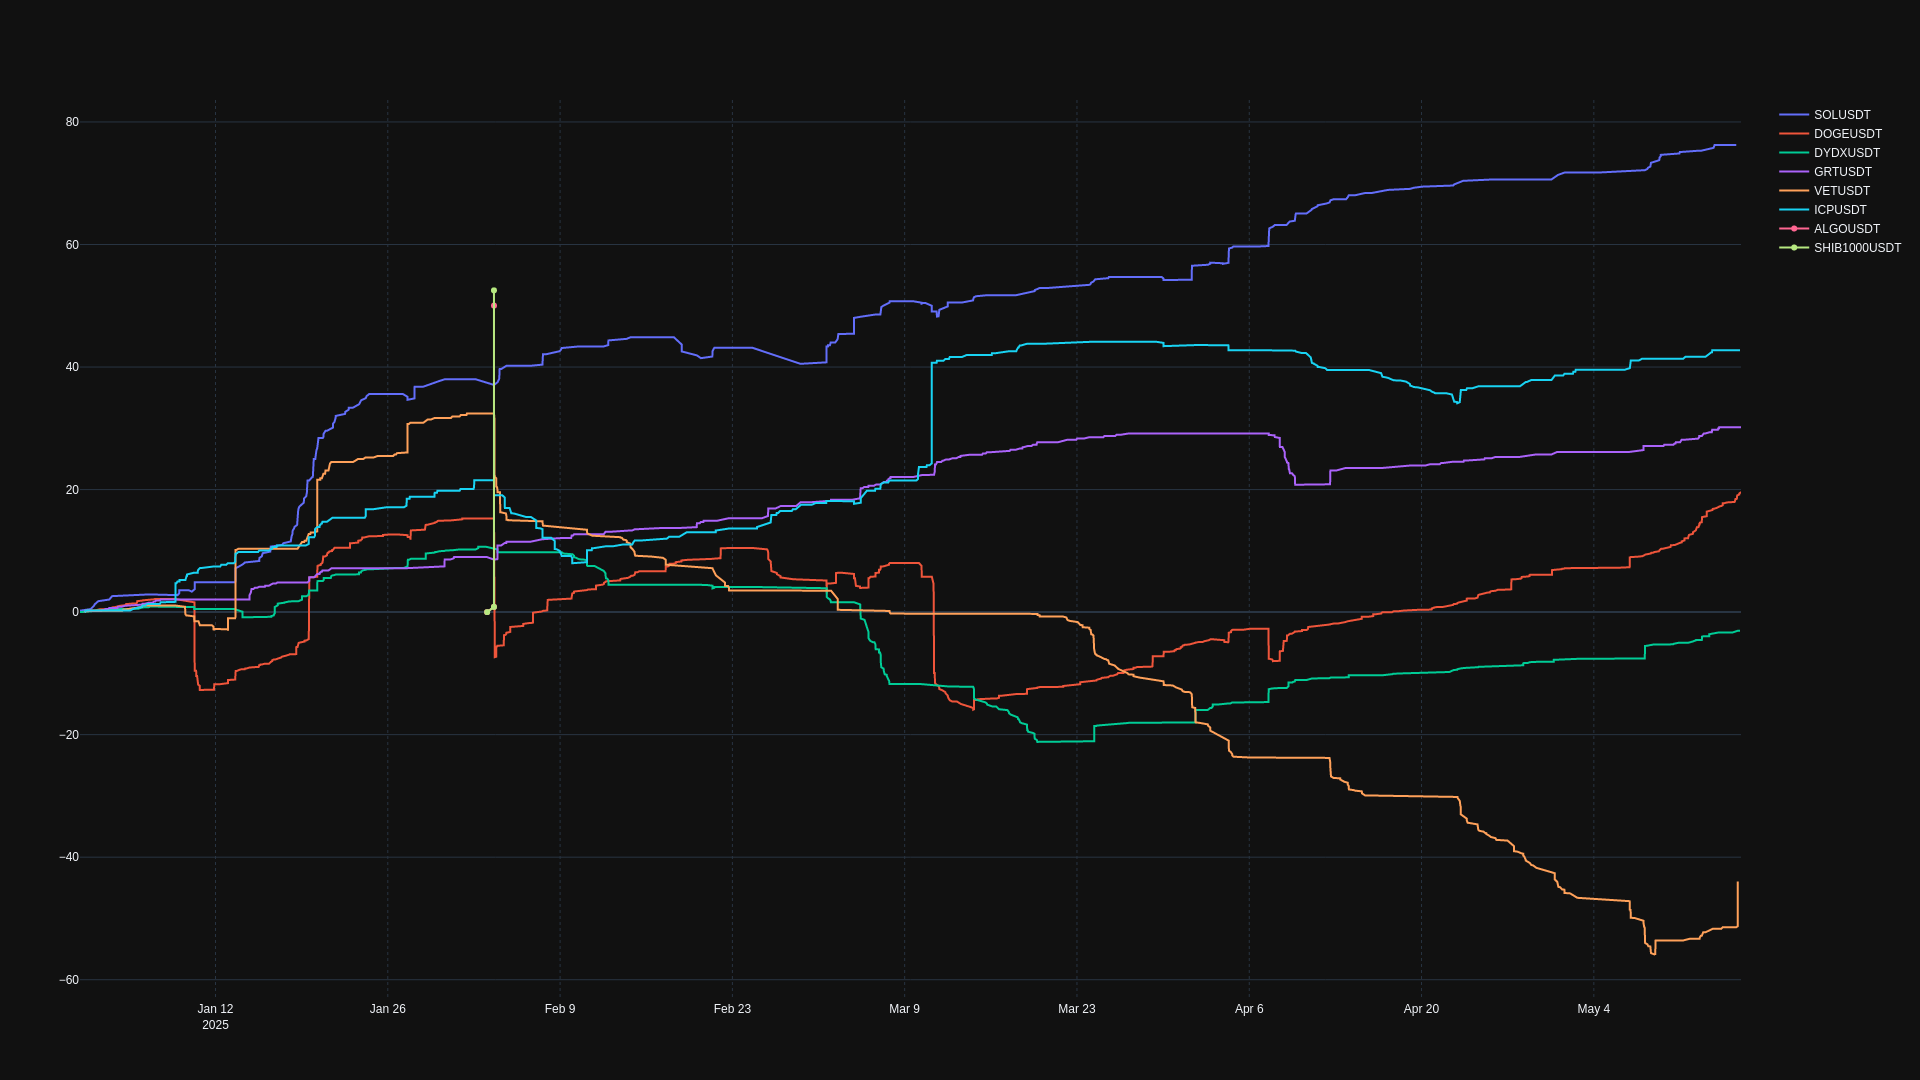 80
60
40
20
0
−20
−40
−60
Jan 12
2025
Jan 26
Feb 9
Feb 23
Mar 9
Mar 23
Apr 6
Apr 20
May 4
SOLUSDT
DOGEUSDT
DYDXUSDT
GRTUSDT
VETUSDT
ICPUSDT
ALGOUSDT
SHIB1000USDT